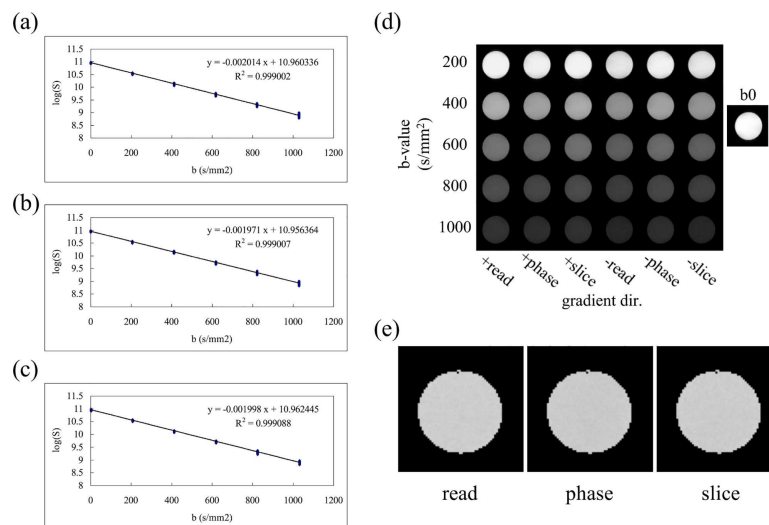 (a)
11.5
11
10.5
10
9.5
9
8.5
8
log(S)
y = -0.002014 x + 10.960336
R² = 0.999002
0 200 400 600 800 1000 1200
b (s/mm2)
(b)
11.5
11
10.5
10
9.5
9
8.5
8
log(S)
y = -0.001971 x + 10.956364
R² = 0.999007
0 200 400 600 800 1000 1200
b (s/mm2)
(c)
11.5
11
10.5
10
9.5
9
8.5
8
log(S)
y = -0.001998 x + 10.962445
R² = 0.999088
0 200 400 600 800 1000 1200
b (s/mm2)
(d)
b-value
(s/mm²)
200
400
600
800
1000
b0
+read +phase +slice -read -phase -slice
gradient dir.
(e)
read phase slice